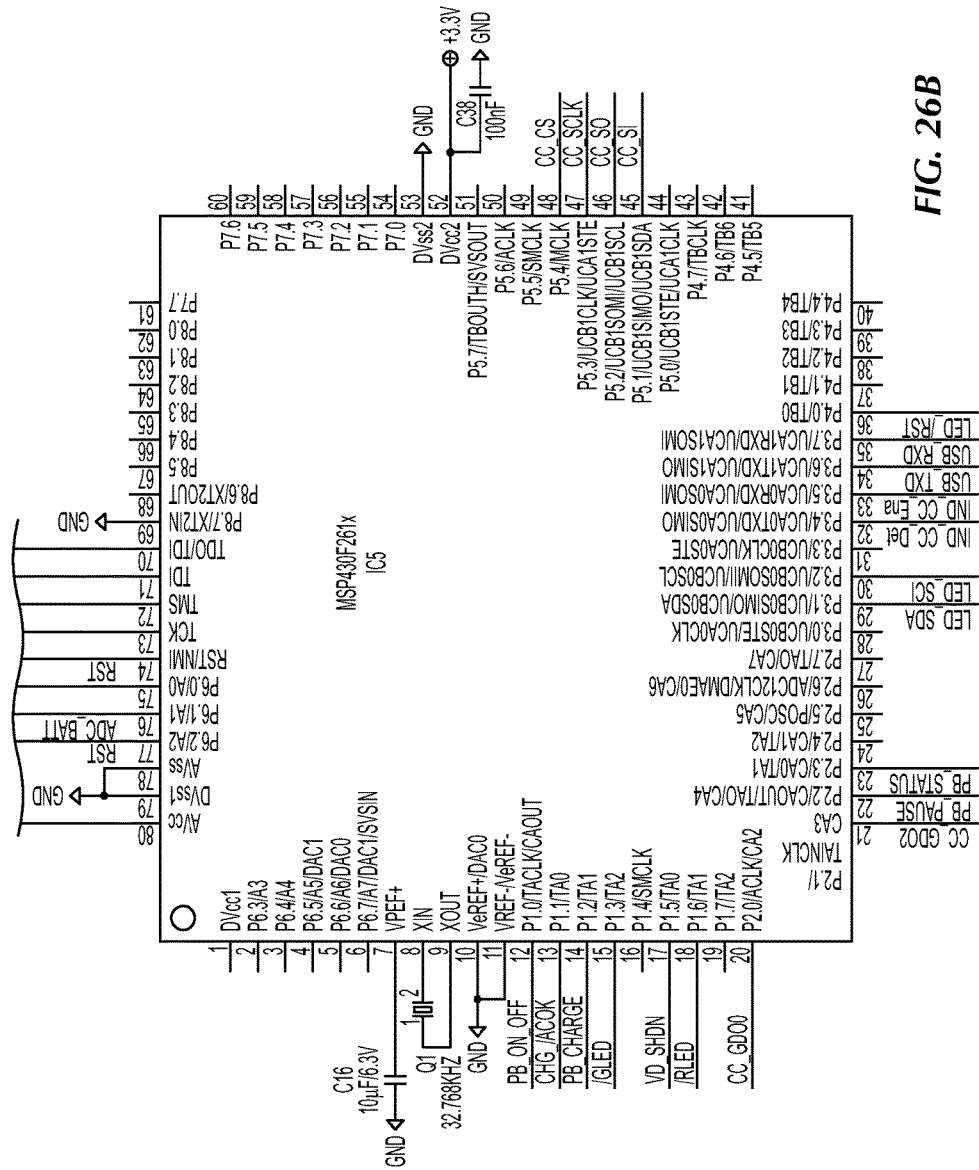 MSP430F261x
IC5
1 DVcc1
2 P6.3/A3
3 P6.4/A4
4 P6.5/A5/DAC1
5 P6.6/A6/DAC0
6 P6.7/A7/DAC1/SVSIN
7 VPEF+
8 XIN
9 XOUT
10 VeREF+/DAC0
11 VREF-/VeREF-
12 P1.0/TACLK/CAOUT
13 P1.1/TA0
14 P1.2/TA1
15 P1.3/TA2
16 P1.4/SMCLK
17 P1.5/TA0
18 P1.6/TA1
19 P1.7/TA2
20 P2.0/ACLK/CA2
GND
C16
10µF/6.3V
1 2
Q1
32.768KHZ
GND
PB_ON_OFF
CHG_/ACOK
PB_CHARGE
/GLED
VD_SHDN
/RLED
CC_GDO0
P2.1/
TAINCLK
21 CA3
22 P2.2/CAOUT/TAO/CA4
23 P2.3/CA0/TA1
24 P2.4/CA1/TA2
25 P2.5/POSC/CA5
26 P2.6/ADC12CLK/DMAE0/CA6
27 P2.7/TAO/CA7
28 P3.0/UCB0STE/UCA0CLK
29 P3.1/UCB0SIMO/UCB0SDA
30 P3.2/UCB0SOMI/UCB0SCL
31 P3.3/UCB0CLK/UCA0STE
32 P3.4/UCA0TXD/UCA0SIMO
33 P3.5/UCA0RXD/UCA0SOMI
34 P3.6/UCA1TXD/UCA1SIMO
35 P3.7/UCA1RXD/UCA1SOMI
36 P4.0/TB0
37 P4.1/TB1
38 P4.2/TB2
39 P4.3/TB3
40 P4.4/TB4
CC_GDO2
PB_PAUSE
PB_STATUS
LED_SDA
LED_SCl
IND_CC_Det
IND_CC_Ena
USB_TXD
USB_RXD
LED_/RST
60 P7.6
59 P7.5
58 P7.4
57 P7.3
56 P7.2
55 P7.1
54 P7.0
53 DVss2
52 DVcc2
51 P5.7/TBOUTH/SVSOUT
50 P5.6/ACLK
49 P5.5/SMCLK
48 P5.4/MCLK
47 P5.3/UCB1CLK/UCA1STE
46 P5.2/UCB1SOMI/UCB1SCL
45 P5.1/UCB1SIMO/UCB1SDA
44 P5.0/UCB1STE/UCA1CLK
43 P4.7/TBCLK
42 P4.6/TB6
41 P4.5/TB5
GND
+3.3V
C38
100nF
GND
CC_CS
CC_SCLK
CC_SO
CC_SI
80 AVcc
79 DVss1
78 AVss
77 P6.2/A2
76 P6.1/A1
75 P6.0/A0
74 RST/NMI
73 TCK
72 TMS
71 TDI
70 TDO/TDI
69 P8.7/XT2IN
68 P8.6/XT2OUT
67 P8.5
66 P8.4
65 P8.3
64 P8.2
63 P8.1
62 P8.0
61 P7.7
GND
RST
ADC_BATT
RST
GND
FIG. 26B